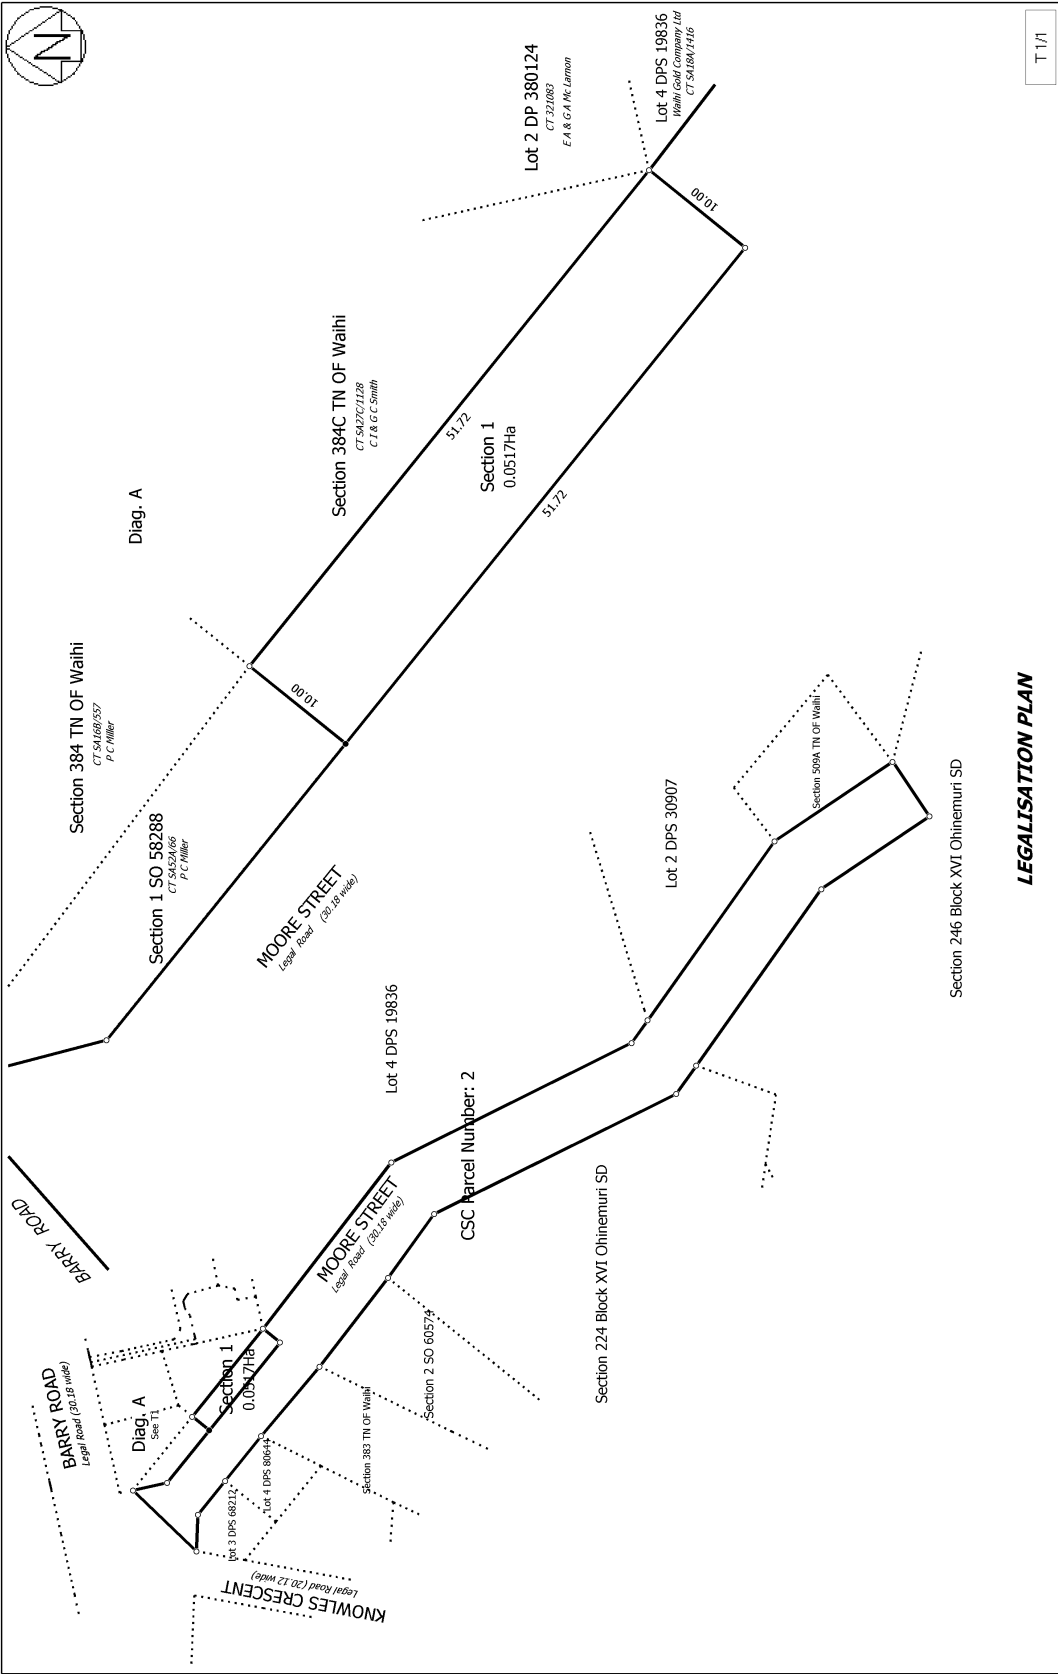 N
T 1/1
Lot 4 DPS 19836
Waihi Gold Company Ltd
CT SA18A/1416
Lot 2 DP 380124
CT 321083
E A & G A Mc Larnon
10.00
Section 384C TN OF Waihi
CT SA27C/1128
C I & G C Smith
51.72
Section 1
0.0517Ha
51.72
Diag. A
10.00
Section 384 TN OF Waihi
CT SA16B/557
P C Miller
Section 1 SO 58288
CT SA52A/66
P C Miller
MOORE STREET
Legal Road (30.18 wide)
BARRY ROAD
Section 509A TN OF Waihi
Lot 2 DPS 30907
Section 246 Block XVI Ohinemuri SD
LEGALISATION PLAN
Lot 4 DPS 19836
CSC Parcel Number: 2
MOORE STREET
Legal Road (30.18 wide)
Section 224 Block XVI Ohinemuri SD
Section 2 SO 60574
Section 1
0.0517Ha
BARRY ROAD
Legal Road (30.18 wide)
Diag. A
See T1
Section 383 TN OF Waihi
Lot 4 DPS 80644
Lot 3 DPS 68212
KNOWLES CRESCENT
Legal Road (20.12 wide)